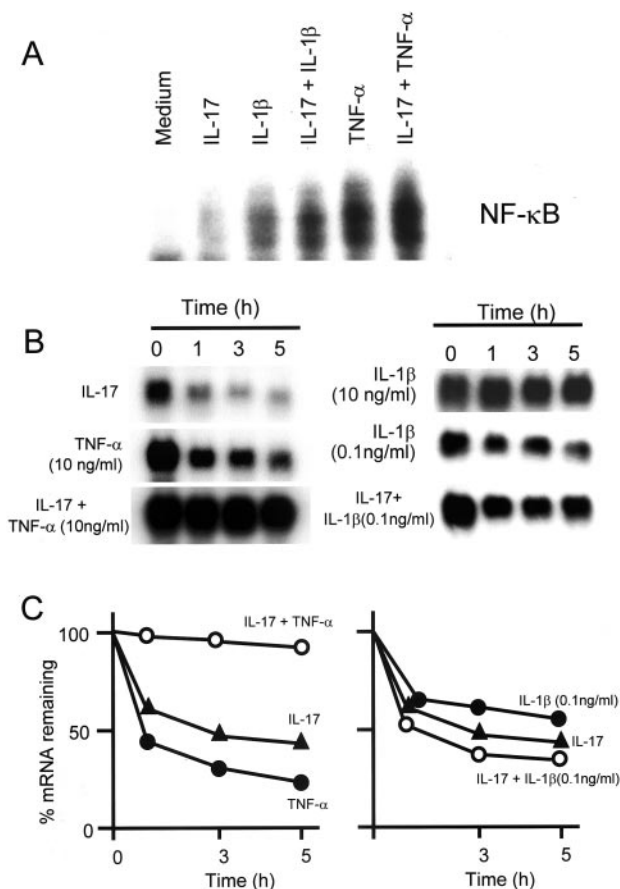 A
Medium
IL-17
IL-1β
IL-17 + IL-1β
TNF-α
IL-17 + TNF-α
NF-κB
B
Time (h)
0 1 3 5
IL-17
TNF-α
(10 ng/ml)
IL-17 +
TNF-α (10ng/ml)
Time (h)
0 1 3 5
IL-1β
(10 ng/ml)
IL-1β
(0.1ng/ml)
IL-17+
IL-1β(0.1ng/ml)
C
% mRNA remaining
100
50
0
IL-17 + TNF-α
IL-17
TNF-α
0 3 5
Time (h)
IL-1β (0.1ng/ml)
IL-17
IL-17 + IL-1β(0.1ng/ml)
3 5
Time (h)